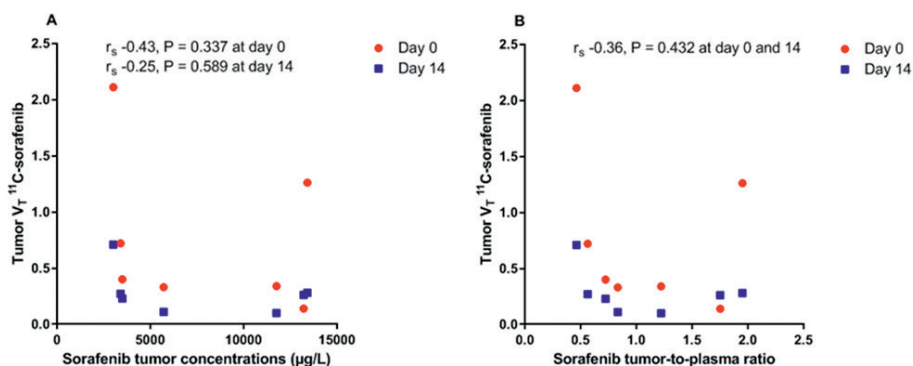 A
r_s -0.43, P = 0.337 at day 0
r_s -0.25, P = 0.589 at day 14
Day 0
Day 14
2.5
2.0
1.5
1.0
0.5
0.0
Tumor V_T ^11C-sorafenib
0
5000
10000
15000
Sorafenib tumor concentrations (µg/L)
B
r_s -0.36, P = 0.432 at day 0 and 14
Day 0
Day 14
2.5
2.0
1.5
1.0
0.5
0.0
Tumor V_T ^11C-sorafenib
0.0
0.5
1.0
1.5
2.0
2.5
Sorafenib tumor-to-plasma ratio